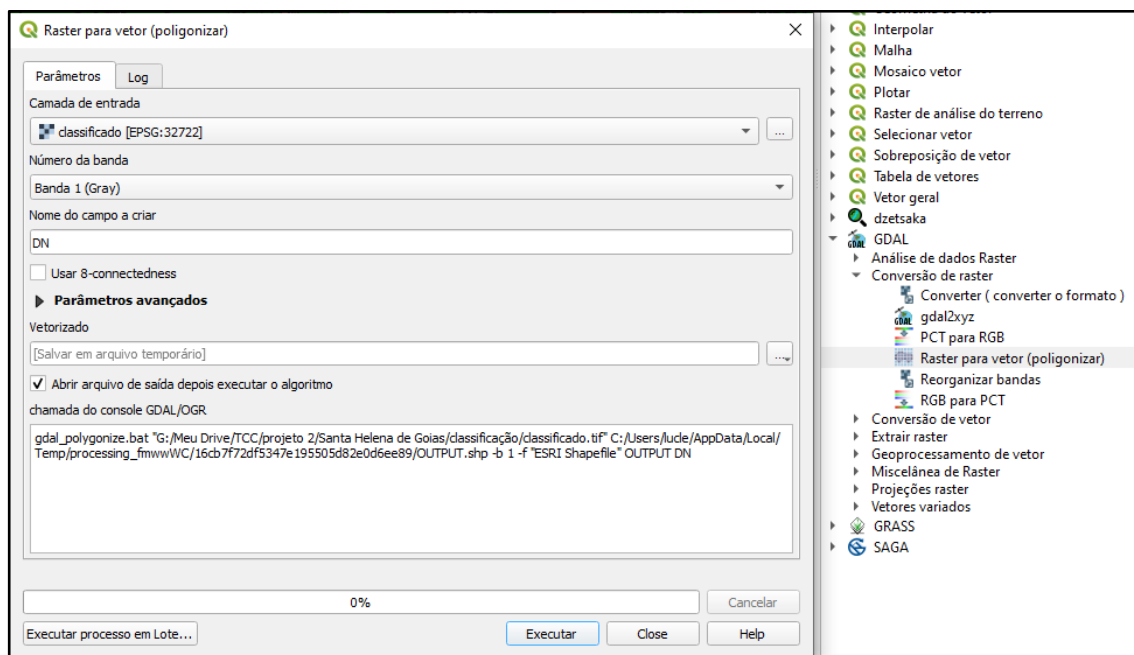 Raster para vetor (poligonizar)
Parâmetros
Log
Camada de entrada
classificado [EPSG:32722]
...
Número da banda
Banda 1 (Gray)
Nome do campo a criar
DN
Usar 8-connectedness
Parâmetros avançados
Vetorizado
[Salvar em arquivo temporário]
...
Abrir arquivo de saída depois executar o algoritmo
chamada do console GDAL/OGR
gdal_polygonize.bat "G:/Meu Drive/TCC/projeto 2/Santa Helena de Goias/classificação/classificado.tif" C:/Users/lucle/AppData/Local/
Temp/processing_fmwwWC/16cb7f72df5347e195505d82e0d6ee89/OUTPUT.shp -b 1 -f "ESRI Shapefile" OUTPUT DN
0%
Cancelar
Executar processo em Lote...
Executar
Close
Help
Interpolar
Malha
Mosaico vetor
Plotar
Raster de análise do terreno
Selecionar vetor
Sobreposição de vetor
Tabela de vetores
Vetor geral
dzetsaka
GDAL
Análise de dados Raster
Conversão de raster
Converter ( converter o formato )
gdal2xyz
PCT para RGB
Raster para vetor (poligonizar)
Reorganizar bandas
RGB para PCT
Conversão de vetor
Extrair raster
Geoprocessamento de vetor
Miscelânea de Raster
Projeções raster
Vetores variados
GRASS
SAGA